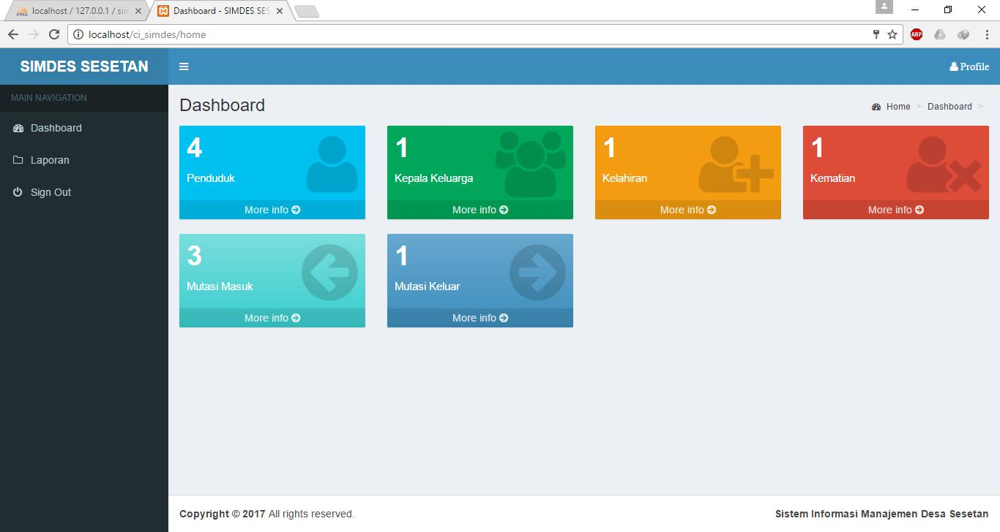 localhost / 127.0.0.1 / sim
Dashboard - SIMDES SES
localhost/ci_simdes/home
ABP
SIMDES SESETAN
Profile
MAIN NAVIGATION
Dashboard
Laporan
Sign Out
Dashboard
Home > Dashboard >
4
Penduduk
More info
1
Kepala Keluarga
More info
1
Kelahiran
More info
1
Kematian
More info
3
Mutasi Masuk
More info
1
Mutasi Keluar
More info
Copyright © 2017 All rights reserved.
Sistem Informasi Manajemen Desa Sesetan